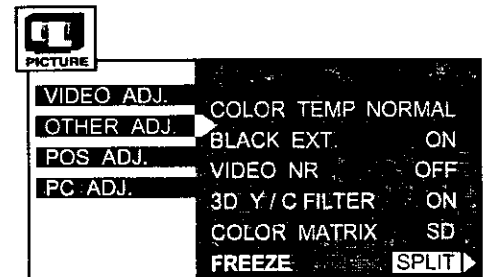 PICTURE
VIDEO ADJ.
OTHER ADJ.
POS ADJ.
PC ADJ.
COLOR TEMP NORMAL
BLACK EXT. ON
VIDEO NR OFF
3D Y/C FILTER ON
COLOR MATRIX SD
FREEZE SPLIT